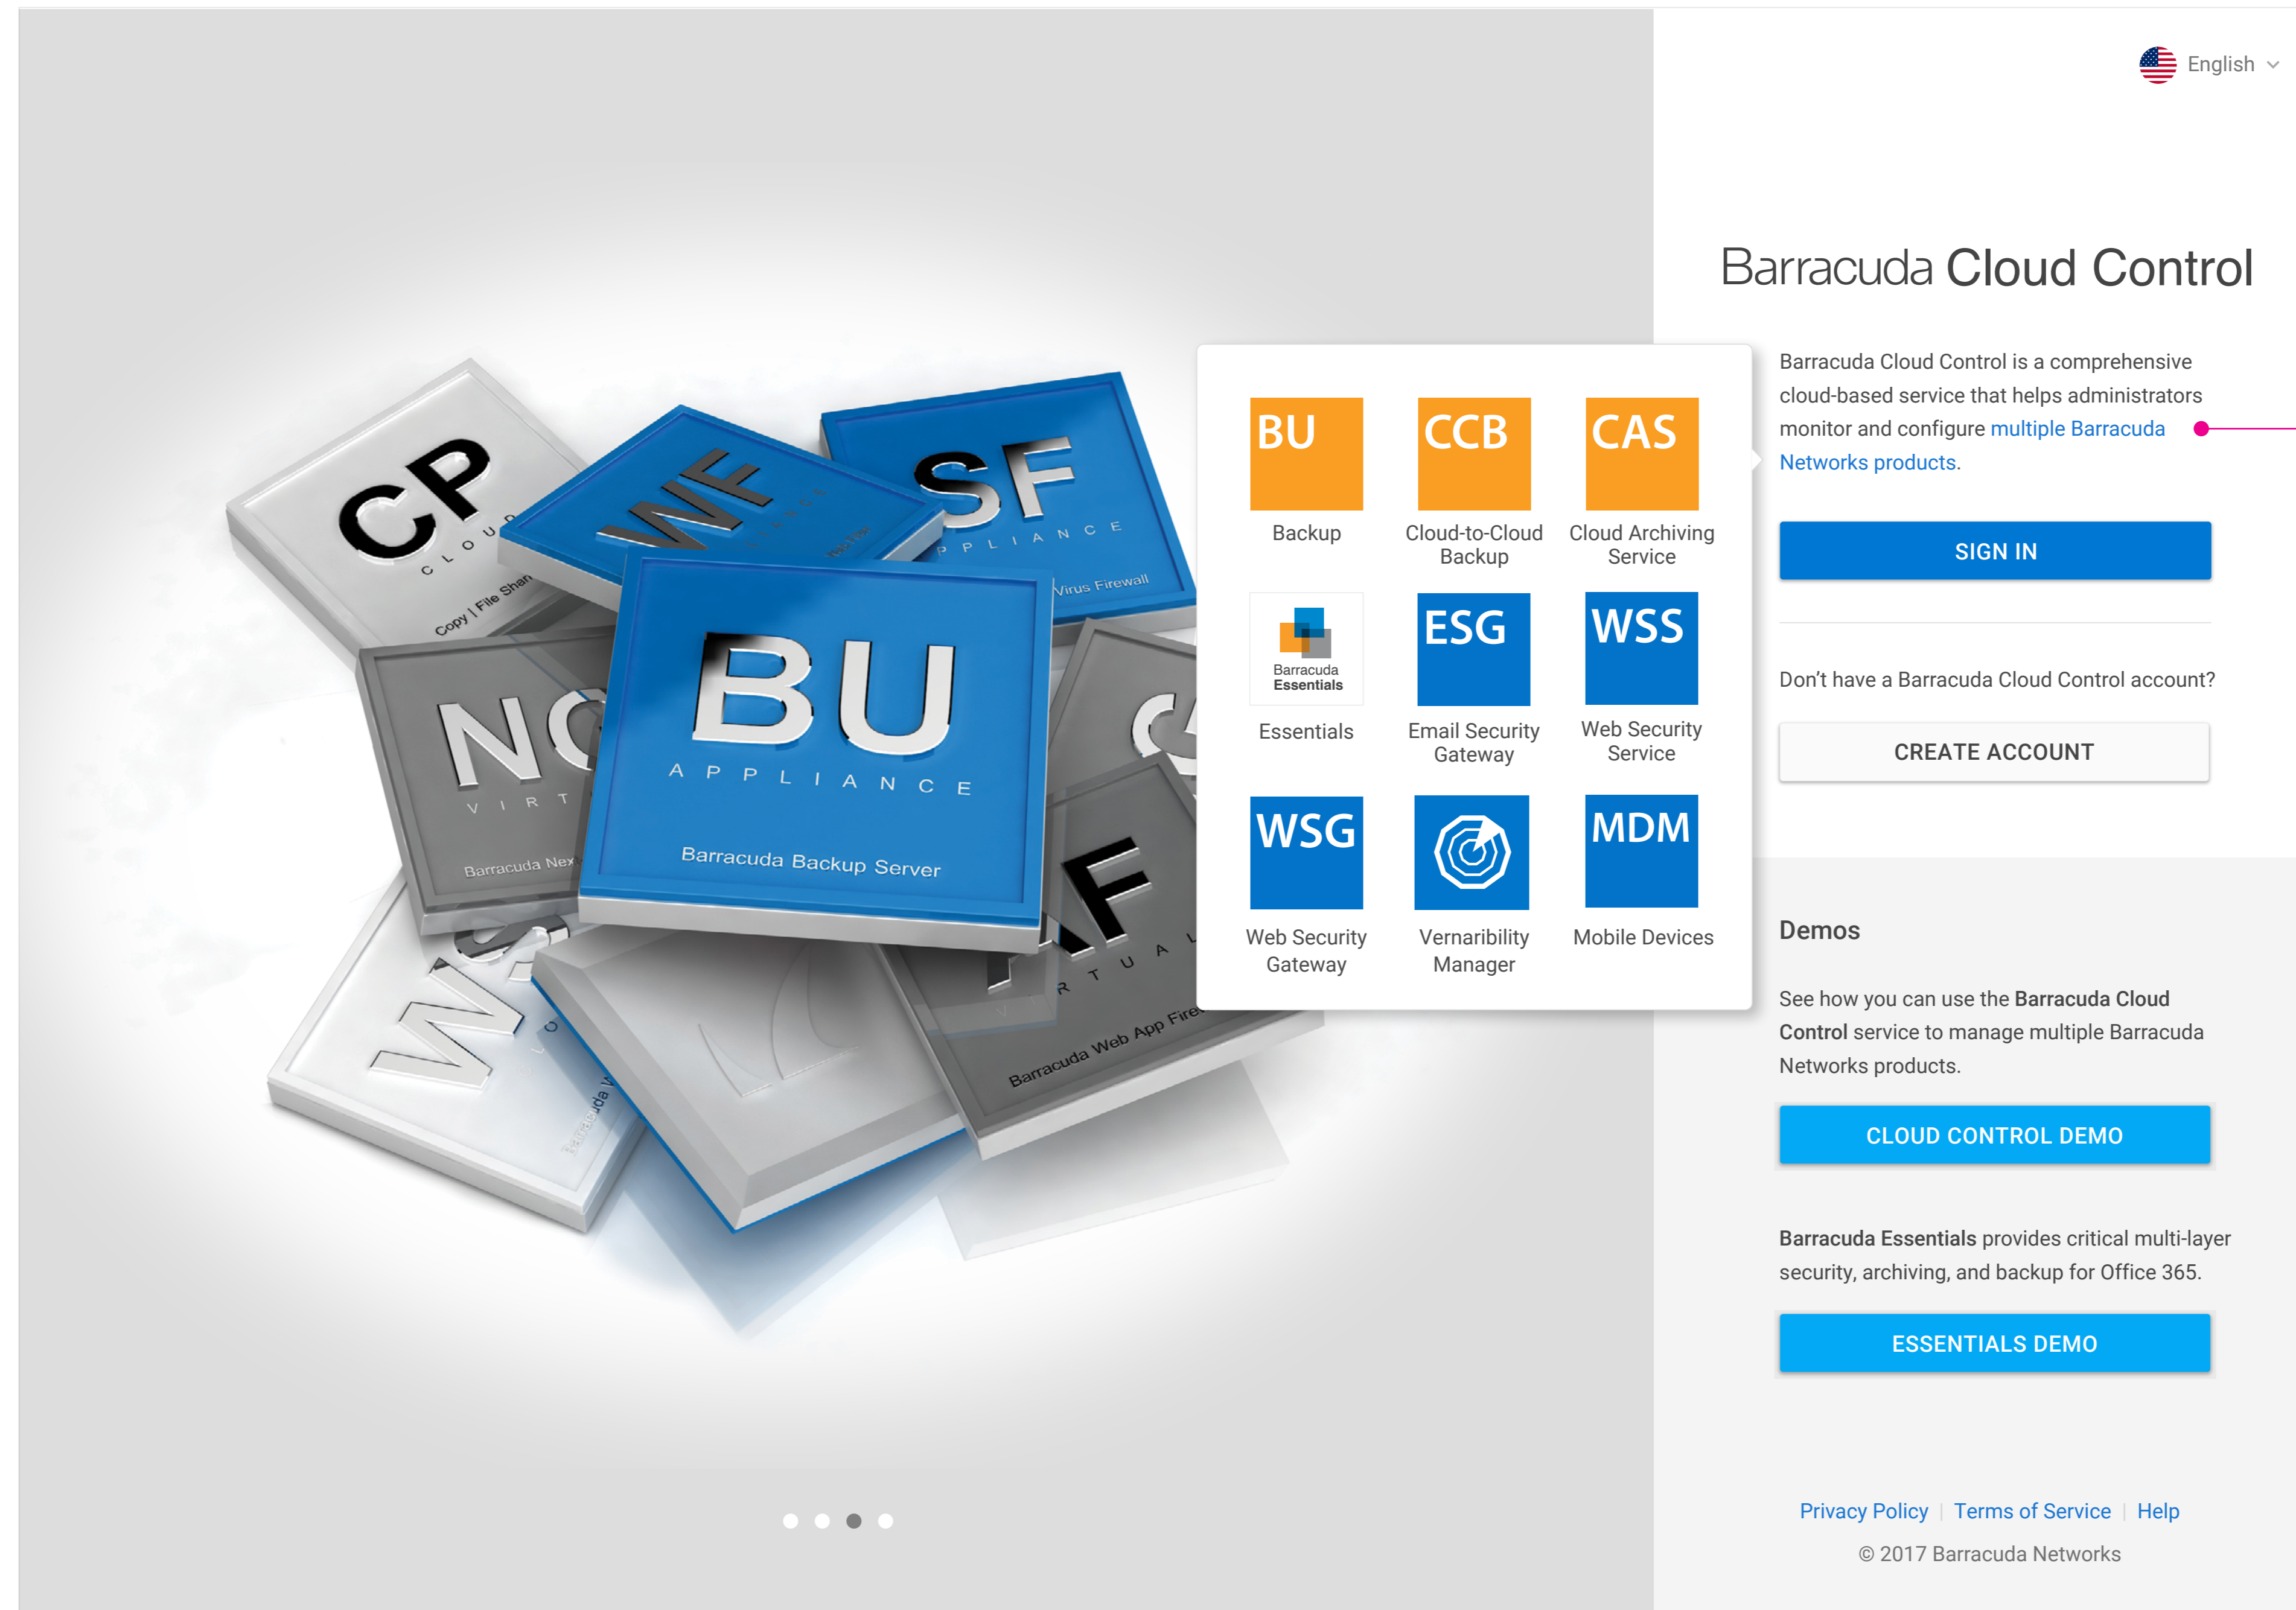 English
Barracuda Cloud Control
Barracuda Cloud Control is a comprehensive
cloud-based service that helps administrators
monitor and configure multiple Barracuda
Networks products.
SIGN IN
Don't have a Barracuda Cloud Control account?
CREATE ACCOUNT
Demos
See how you can use the Barracuda Cloud
Control service to manage multiple Barracuda
Networks products.
CLOUD CONTROL DEMO
Barracuda Essentials provides critical multi-layer
security, archiving, and backup for Office 365.
ESSENTIALS DEMO
Privacy Policy | Terms of Service | Help
© 2017 Barracuda Networks
BU
Backup
CCB
Cloud-to-Cloud
Backup
CAS
Cloud Archiving
Service
Barracuda
Essentials
Essentials
ESG
Email Security
Gateway
WSS
Web Security
Service
WSG
Web Security
Gateway
Vernaribility
Manager
MDM
Mobile Devices
CP
CLOUD
Copy | File Shar
WF
SF
PPLIANCE
Virus Firewall
NG
VIRT
Barracuda Nex
BU
APPLIANCE
Barracuda Backup Server
WS
AF
VIRTUAL
Barracuda Web App Fire